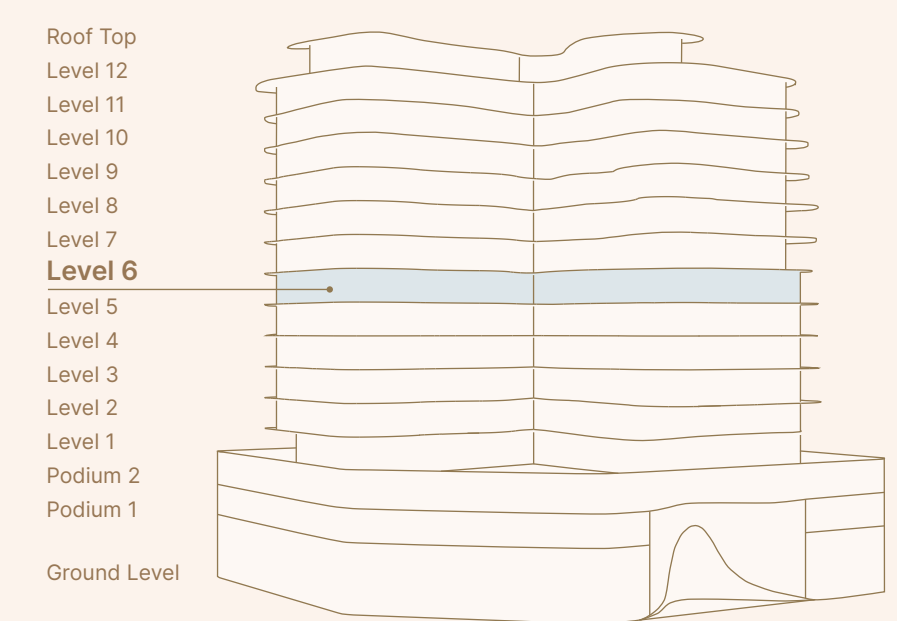 Roof Top
Level 12
Level 11
Level 10
Level 9
Level 8
Level 7
Level 6
Level 5
Level 4
Level 3
Level 2
Level 1
Podium 2
Podium 1
Ground Level